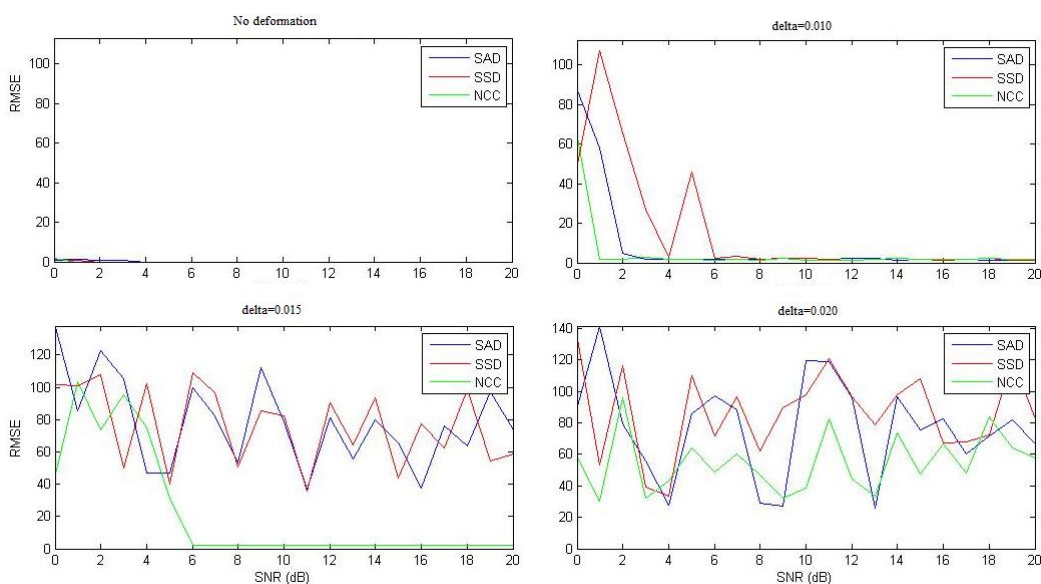 No deformation
100
80
60
40
20
0
RMSE
SAD
SSD
NCC
0 2 4 6 8 10 12 14 16 18 20
delta=0.010
100
80
60
40
20
0
SAD
SSD
NCC
0 2 4 6 8 10 12 14 16 18 20
delta=0.015
120
100
80
60
40
20
0
RMSE
SAD
SSD
NCC
0 2 4 6 8 10 12 14 16 18 20
SNR (dB)
delta=0.020
140
120
100
80
60
40
20
0
SAD
SSD
NCC
0 2 4 6 8 10 12 14 16 18 20
SNR (dB)